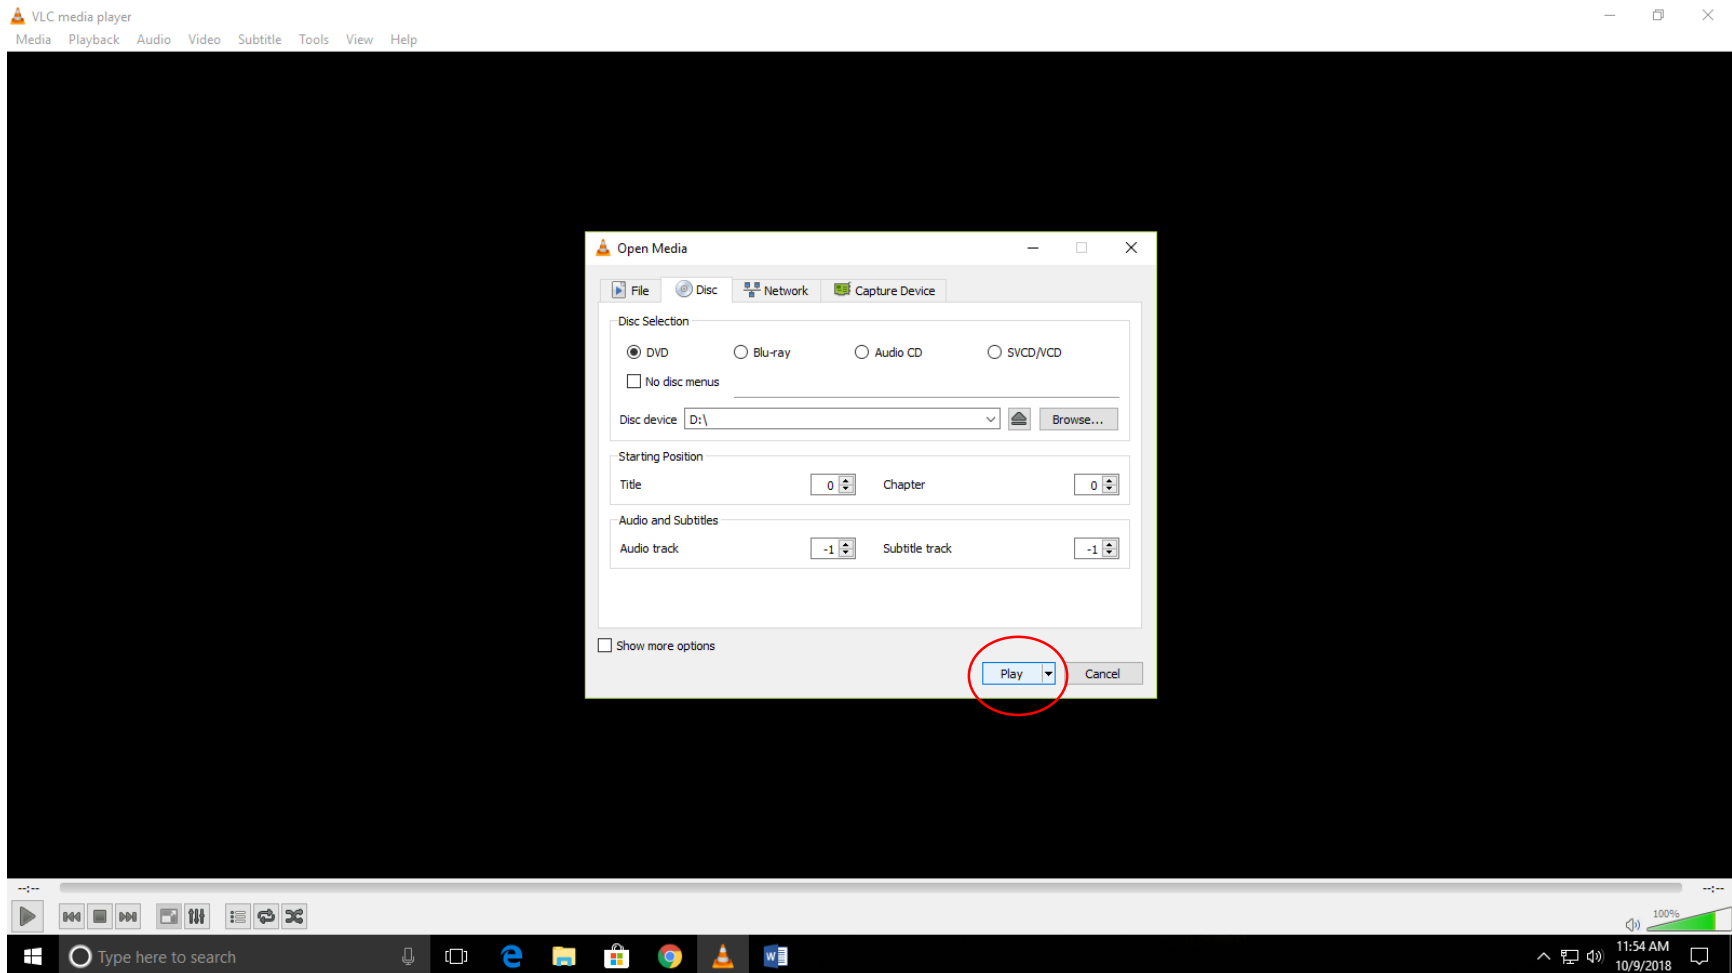 VLC media player
Media Playback Audio Video Subtitle Tools View Help
Open Media
File Disc Network Capture Device
Disc Selection
DVD Blu-ray Audio CD SVCD/VCD
No disc menus
Disc device D:\ Browse...
Starting Position
Title 0 Chapter 0
Audio and Subtitles
Audio track -1 Subtitle track -1
Show more options
Play Cancel
--:-- --:--
100%
Type here to search
11:54 AM
10/9/2018